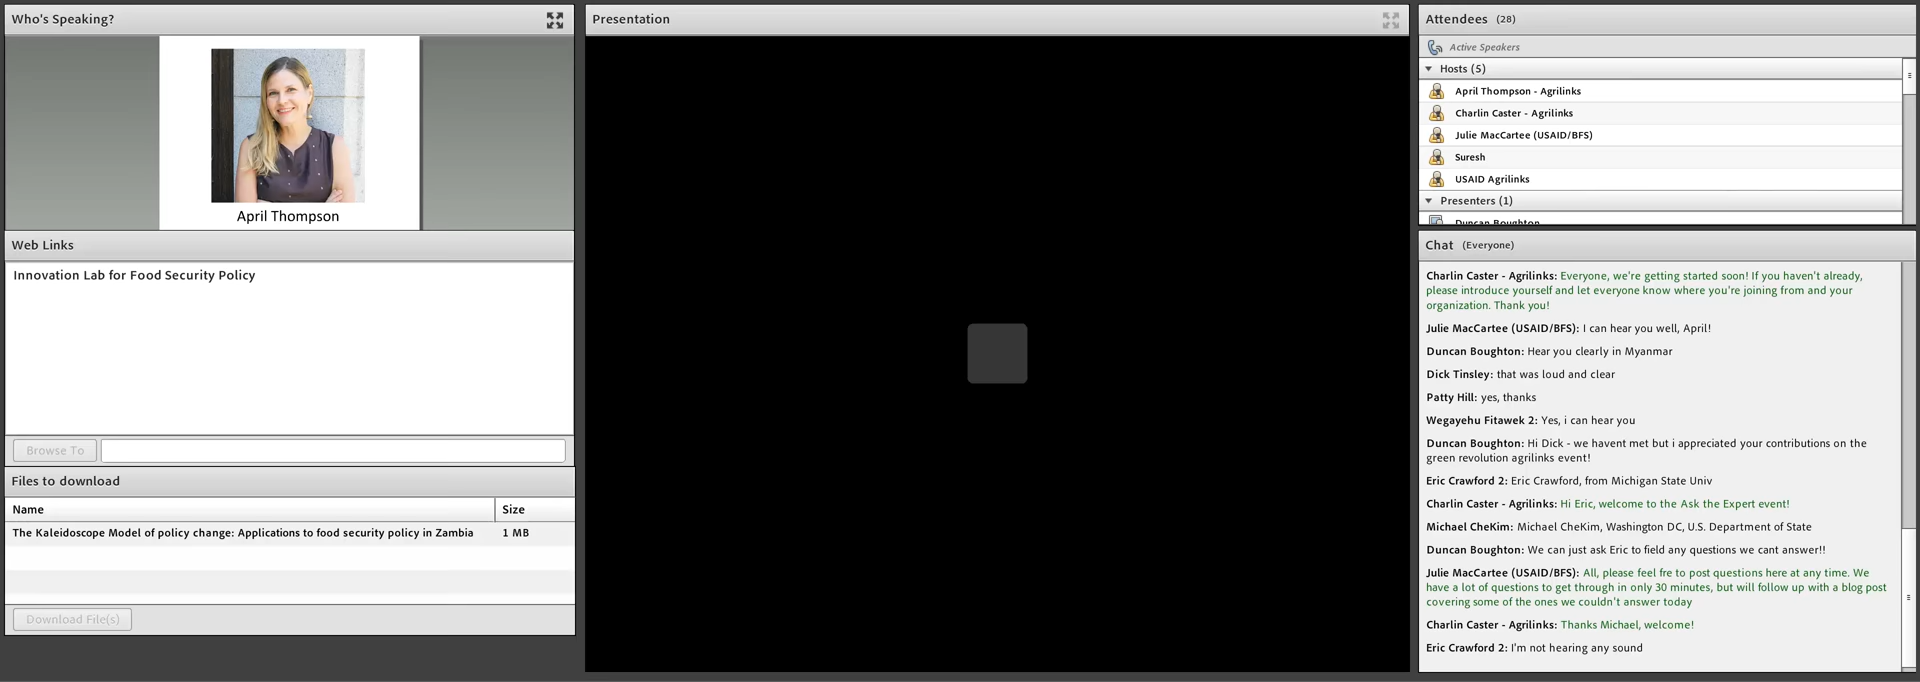 Who's Speaking?
April Thompson
Web Links
Innovation Lab for Food Security Policy
Browse To
Files to download
Name Size
The Kaleidoscope Model of policy change: Applications to food security policy in Zambia 1 MB
Download File(s)
Presentation
Attendees (28)
Active Speakers
Hosts (5)
April Thompson - Agrilinks
Charlin Caster - Agrilinks
Julie MacCartee (USAID/BFS)
Suresh
USAID Agrilinks
Presenters (1)
Duncan Boughton
Chat (Everyone)
Charlin Caster - Agrilinks: Everyone, we're getting started soon! If you haven't already,
please introduce yourself and let everyone know where you're joining from and your
organization. Thank you!
Julie MacCartee (USAID/BFS): I can hear you well, April!
Duncan Boughton: Hear you clearly in Myanmar
Dick Tinsley: that was loud and clear
Patty Hill: yes, thanks
Wegayehu Fitawek 2: Yes, i can hear you
Duncan Boughton: Hi Dick - we havent met but i appreciated your contributions on the
green revolution agrilinks event!
Eric Crawford 2: Eric Crawford, from Michigan State Univ
Charlin Caster - Agrilinks: Hi Eric, welcome to the Ask the Expert event!
Michael CheKim: Michael CheKim, Washington DC, U.S. Department of State
Duncan Boughton: We can just ask Eric to field any questions we cant answer!!
Julie MacCartee (USAID/BFS): All, please feel fre to post questions here at any time. We
have a lot of questions to get through in only 30 minutes, but will follow up with a blog post
covering some of the ones we couldn't answer today
Charlin Caster - Agrilinks: Thanks Michael, welcome!
Eric Crawford 2: I'm not hearing any sound